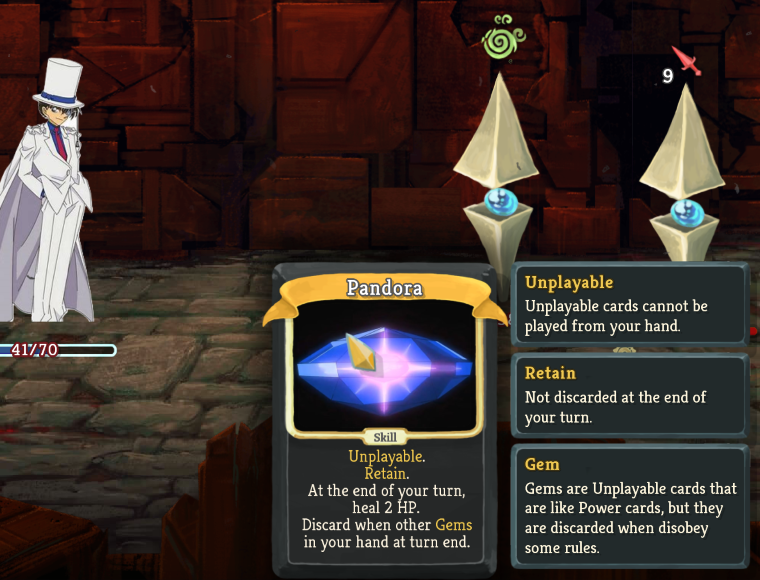 9
41/70
Pandora
Skill
Unplayable.
Retain.
At the end of your turn,
heal 2 HP.
Discard when other Gems
in your hand at turn end.
Unplayable
Unplayable cards cannot be
played from your hand.
Retain
Not discarded at the end of
your turn.
Gem
Gems are Unplayable cards that
are like Power cards, but they
are discarded when disobey
some rules.